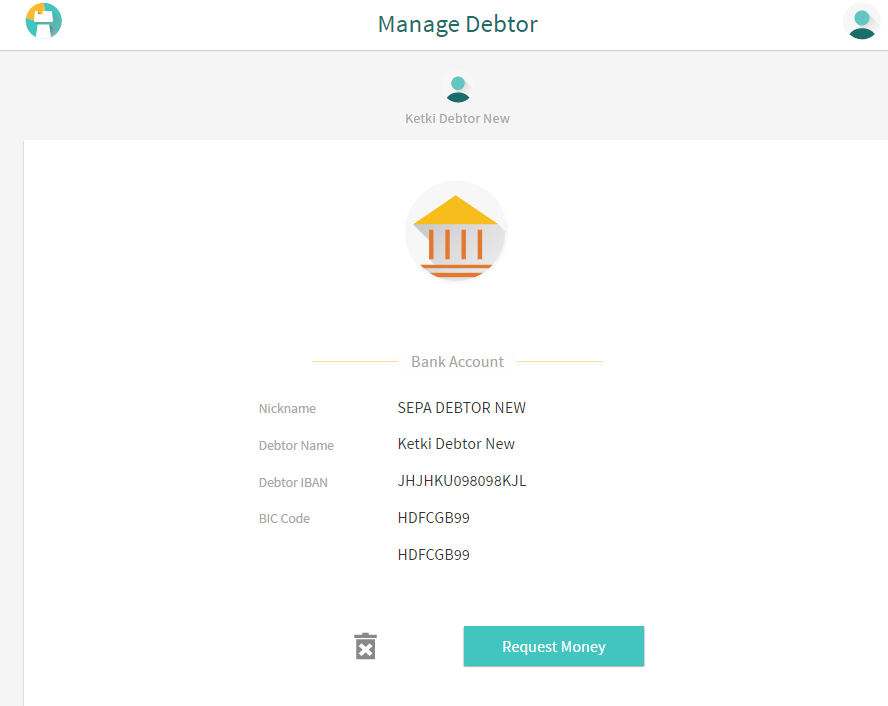 Manage Debtor
Ketki Debtor New
Bank Account
Nickname SEPA DEBTOR NEW
Debtor Name Ketki Debtor New
Debtor IBAN JHJHKU098098KJL
BIC Code HDFCGB99
HDFCGB99
Request Money